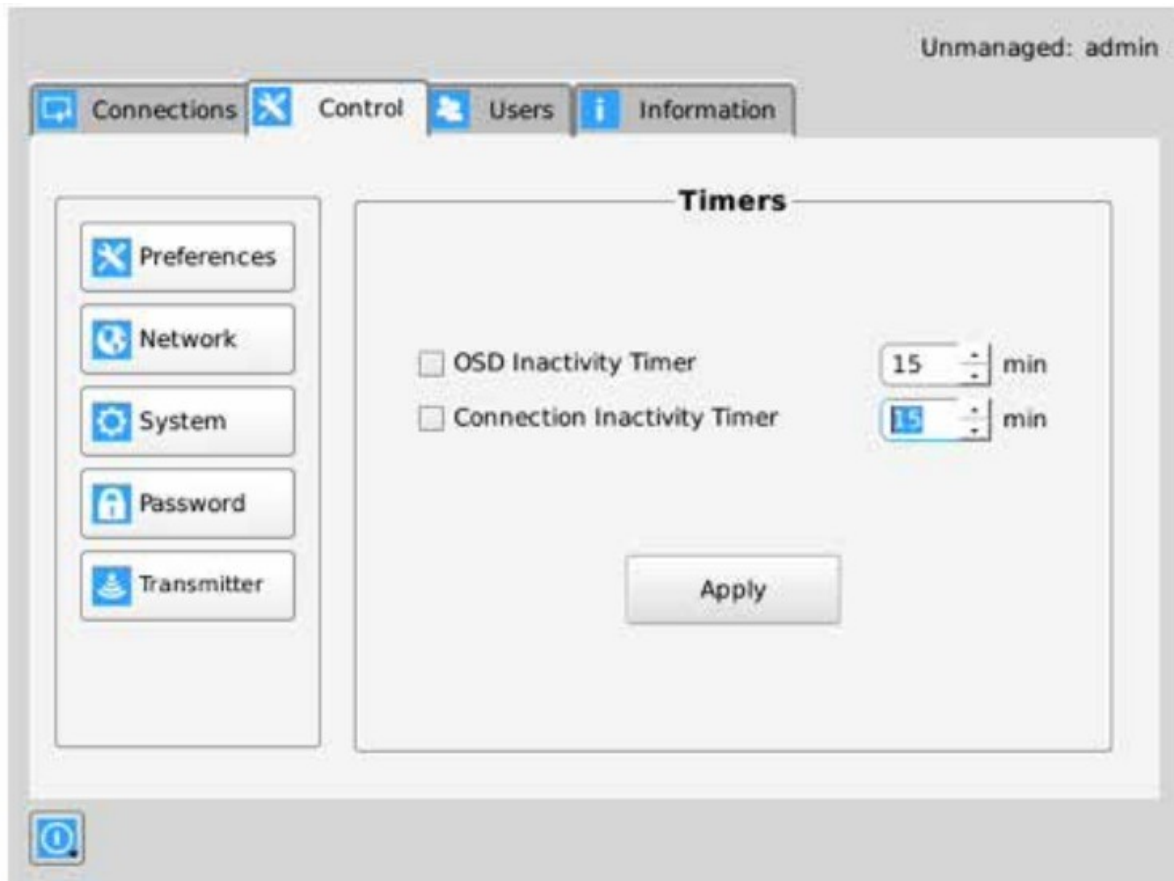 Unmanaged: admin
Connections Control Users Information
Timers
Preferences
Network
System
Password
Transmitter
OSD Inactivity Timer 15 min
Connection Inactivity Timer 15 min
Apply